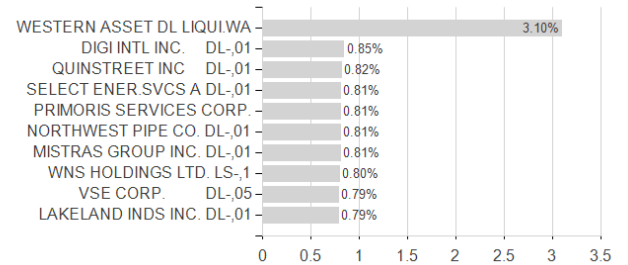 WESTERN ASSET DL LIQUI.WA 3.10%
DIGI INTL INC. DL-,01 0.85%
QUINSTREET INC DL-,01 0.82%
SELECT ENER.SVCS A DL-,01 0.81%
PRIMORIS SERVICES CORP. 0.81%
NORTHWEST PIPE CO. DL-,01 0.81%
MISTRAS GROUP INC. DL-,01 0.81%
WNS HOLDINGS LTD. LS-,1 0.80%
VSE CORP. DL-,05 0.79%
LAKELAND INDS INC. DL-,01 0.79%
0 0.5 1 1.5 2 2.5 3 3.5